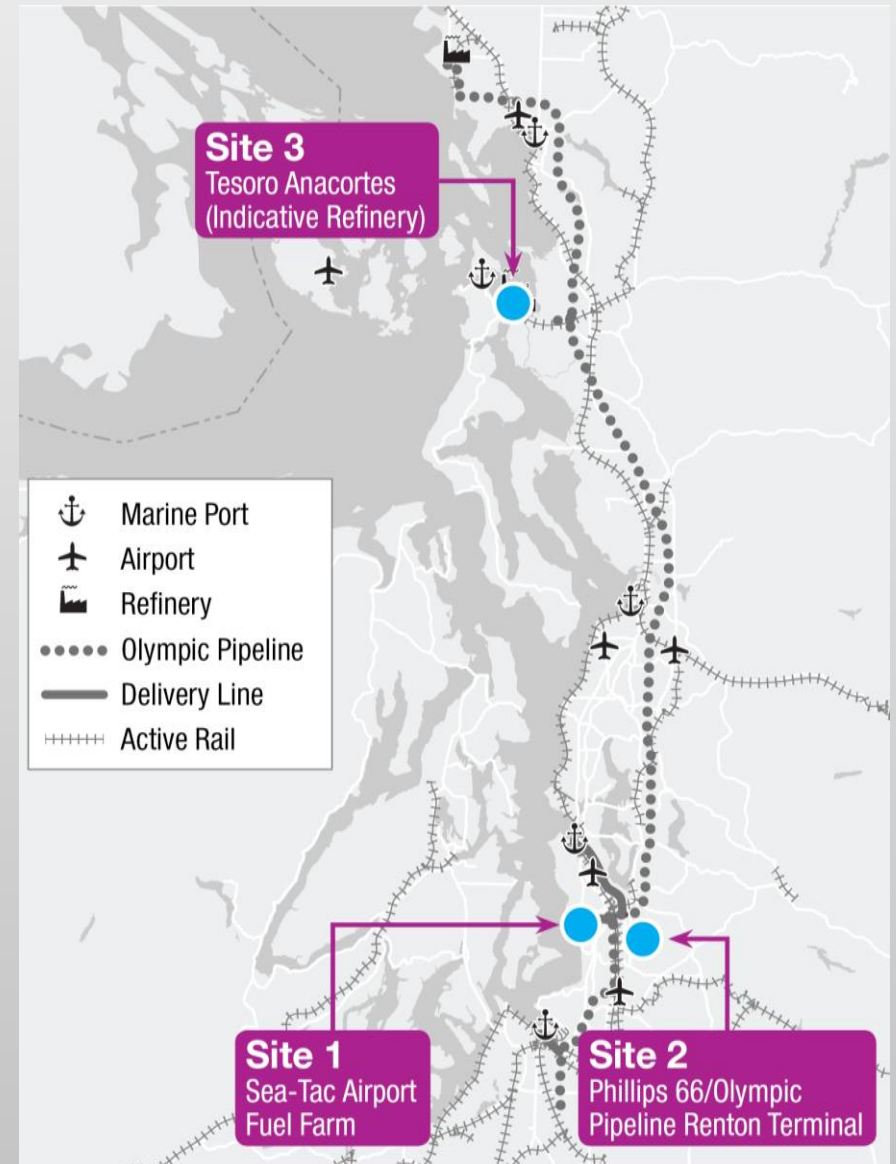 Site 3
Tesoro Anacortes
(Indicative Refinery)
Marine Port
Airport
Refinery
Olympic Pipeline
Delivery Line
Active Rail
Site 1
Sea-Tac Airport
Fuel Farm
Site 2
Phillips 66/Olympic
Pipeline Renton Terminal